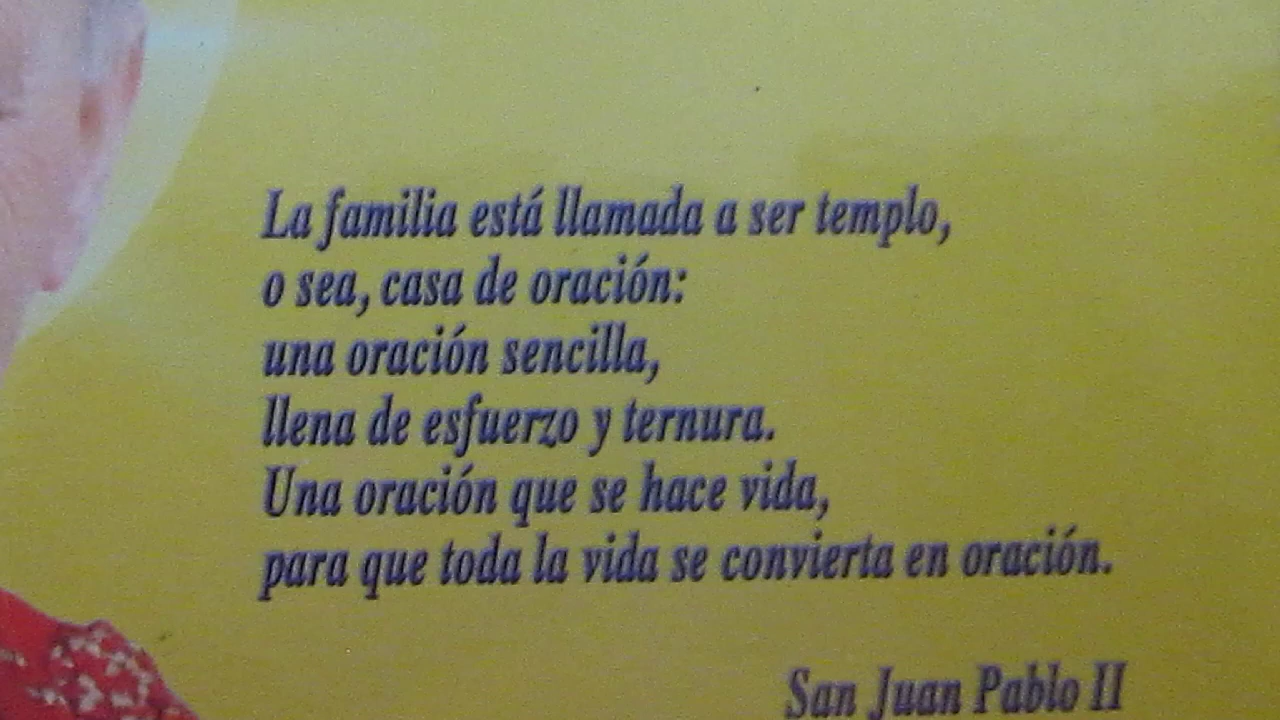 La familia está llamada a ser templo,
o sea, casa de oración:
una oración sencilla,
llena de esfuerzo y ternura.
Una oración que se hace vida,
para que toda la vida se convierta en oración.
San Juan Pablo II